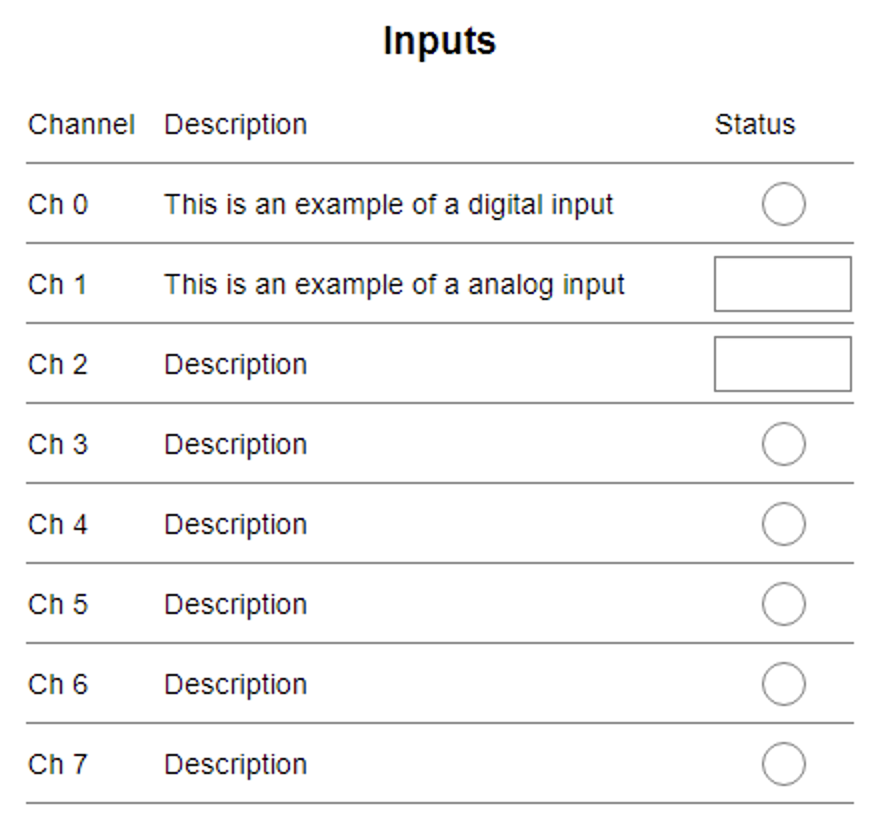 Inputs
Channel Description Status
Ch 0 This is an example of a digital input
Ch 1 This is an example of a analog input
Ch 2 Description
Ch 3 Description
Ch 4 Description
Ch 5 Description
Ch 6 Description
Ch 7 Description